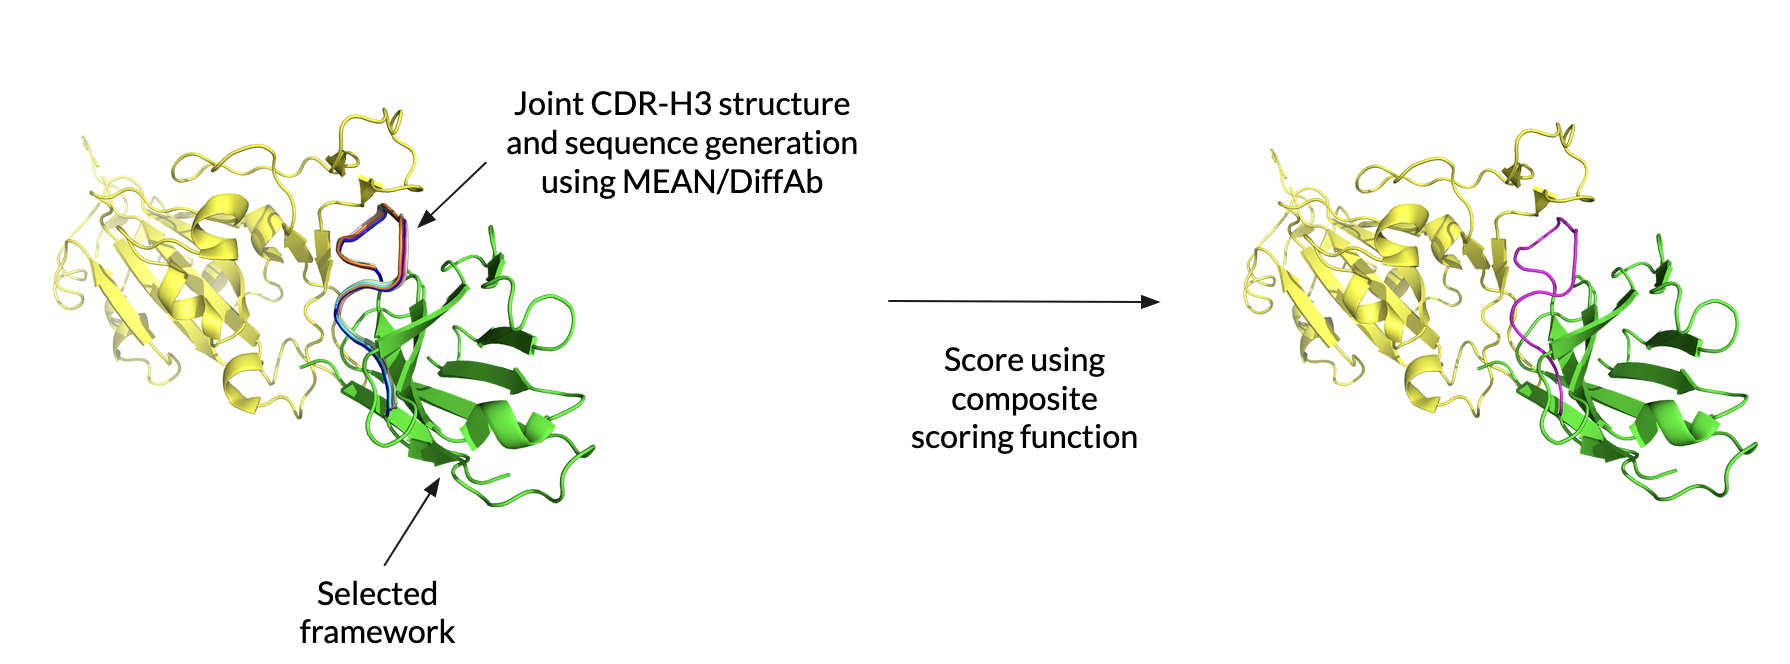 Joint CDR-H3 structure
and sequence generation
using MEAN/DiffAb
Score using
composite
scoring function
Selected
framework